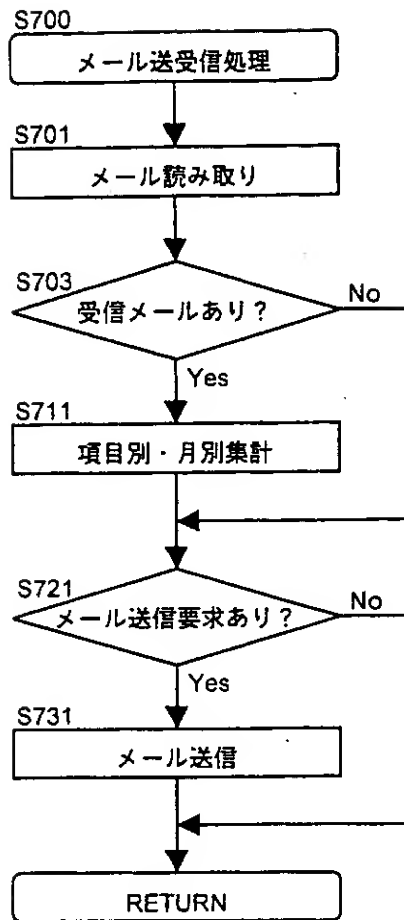 S700
メール送受信処理
S701
メール読み取り
S703
受信メールあり？
No
Yes
S711
項目別・月別集計
S721
メール送信要求あり？
No
Yes
S731
メール送信
RETURN